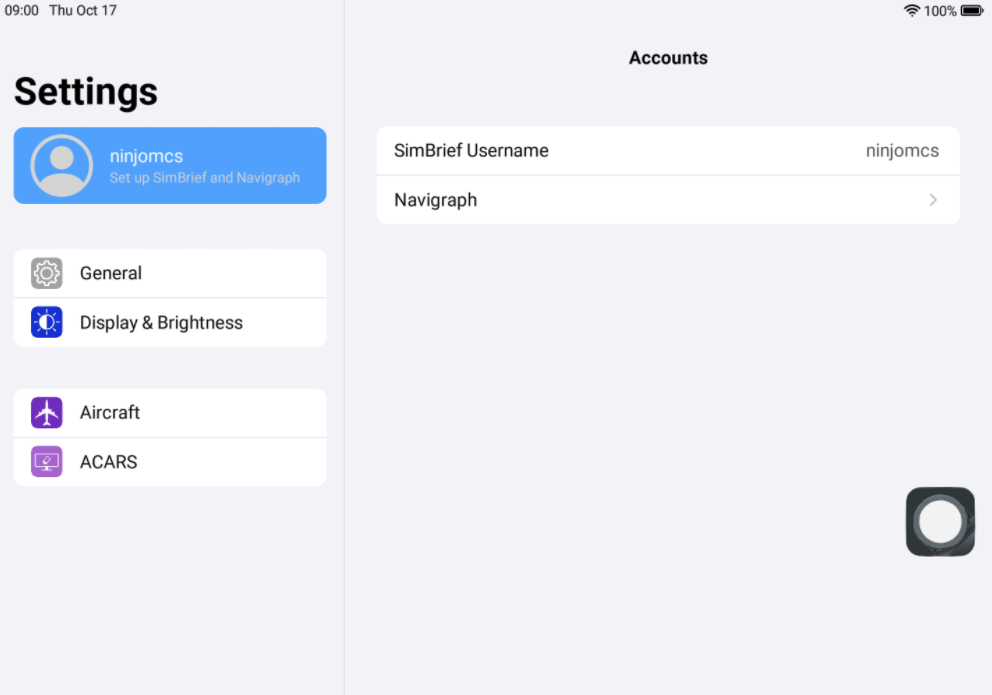 09:00 Thu Oct 17
100%
Settings
ninjomcs
Set up SimBrief and Navigraph
General
Display & Brightness
Aircraft
ACARS
Accounts
SimBrief Username ninjomcs
Navigraph